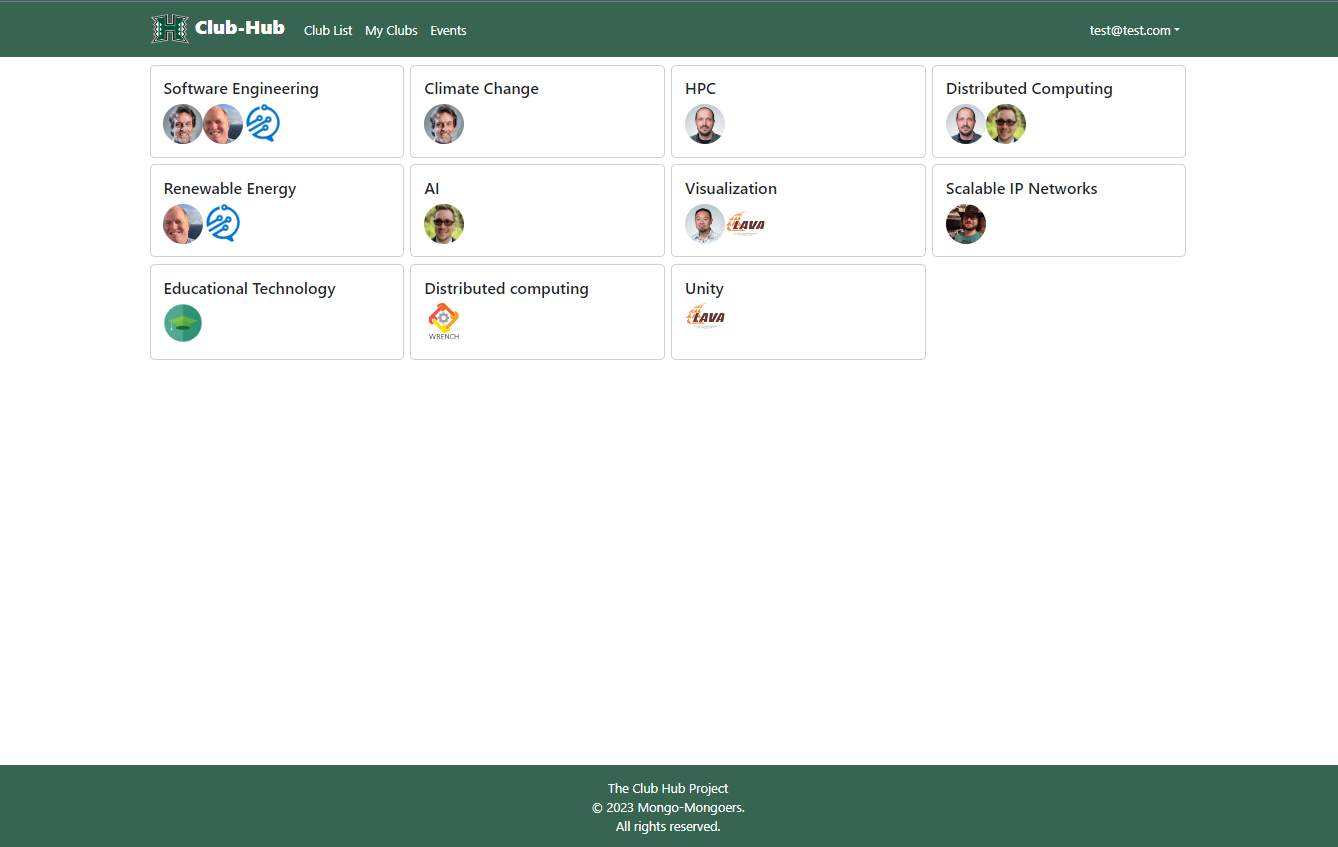 Club-Hub
Club List
My Clubs
Events
test@test.com
Software Engineering
Climate Change
HPC
Distributed Computing
Renewable Energy
AI
Visualization
LAVA
Scalable IP Networks
Educational Technology
Distributed computing
WRENCH
Unity
LAVA
The Club Hub Project
© 2023 Mongo-Mongoers.
All rights reserved.